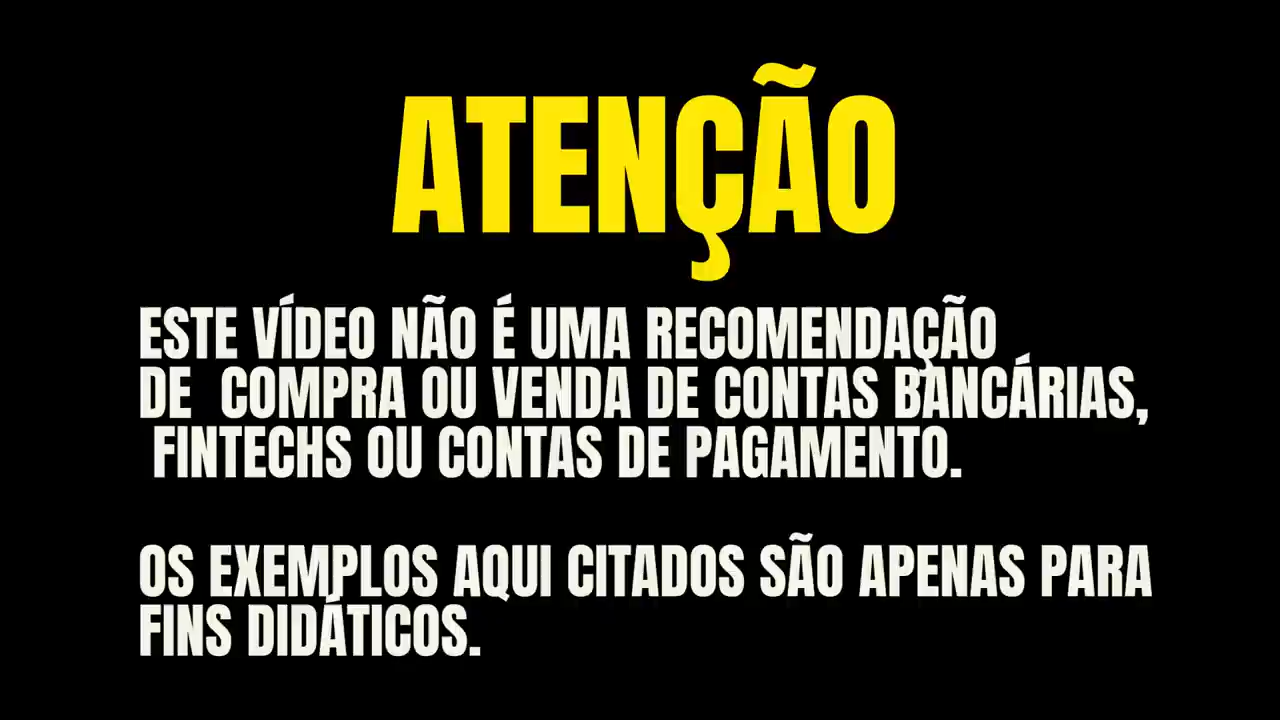 ATENÇÃO
ESTE VÍDEO NÃO É UMA RECOMENDAÇÃO
DE COMPRA OU VENDA DE CONTAS BANCÁRIAS,
FINTECHS OU CONTAS DE PAGAMENTO.
OS EXEMPLOS AQUI CITADOS SÃO APENAS PARA
FINS DIDÁTICOS.